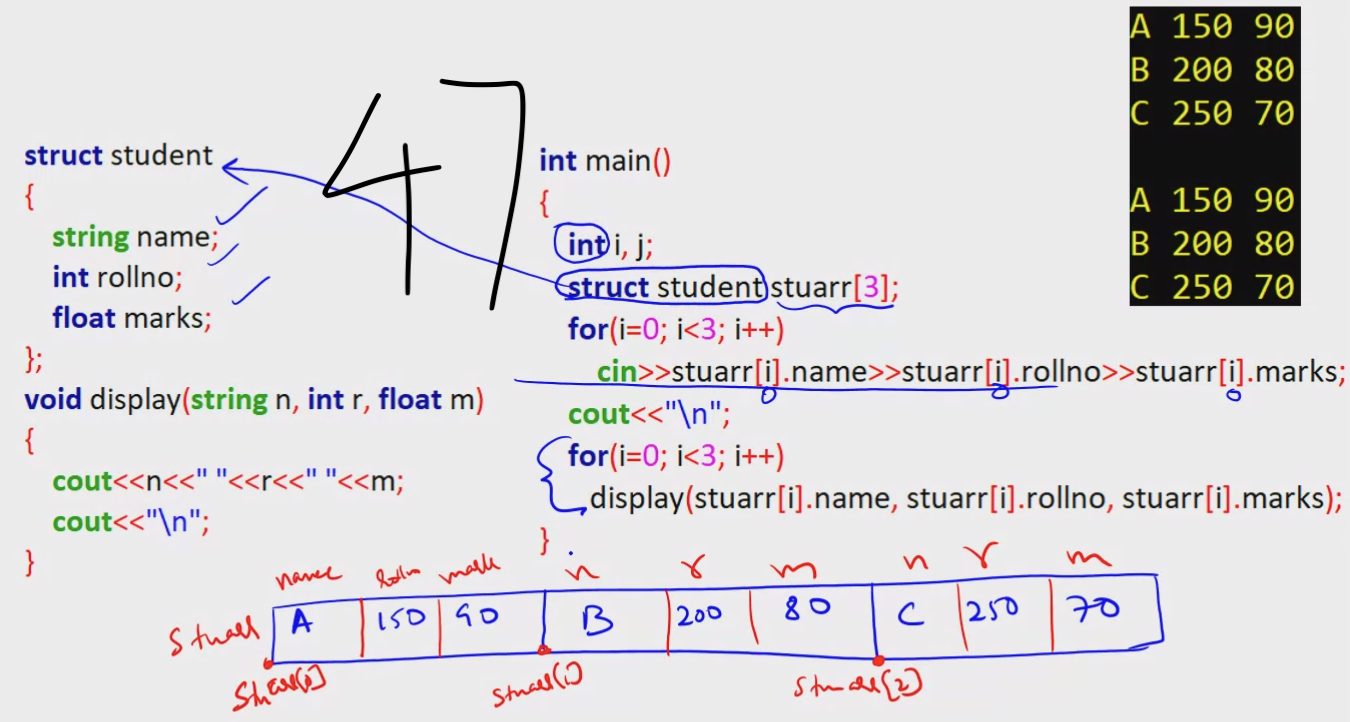 struct student
{
string name;
int rollno;
float marks;
};
void display(string n, int r, float m)
{
cout<<n<<" "<<r<<" "<<m;
cout<<"\n";
}
47
int main()
{
int i, j;
struct student stuarr[3];
for(i=0; i<3; i++)
cin>>stuarr[i].name>>stuarr[i].rollno>>stuarr[i].marks;
0 0 0
cout<<"\n";
for(i=0; i<3; i++)
display(stuarr[i].name, stuarr[i].rollno, stuarr[i].marks);
}
A 150 90
B 200 80
C 250 70
A 150 90
B 200 80
C 250 70
name rollno mark n r m n r m
stuarr A 150 90 B 200 80 C 250 70
stuarr[0] stuarr[1] stuarr[2]